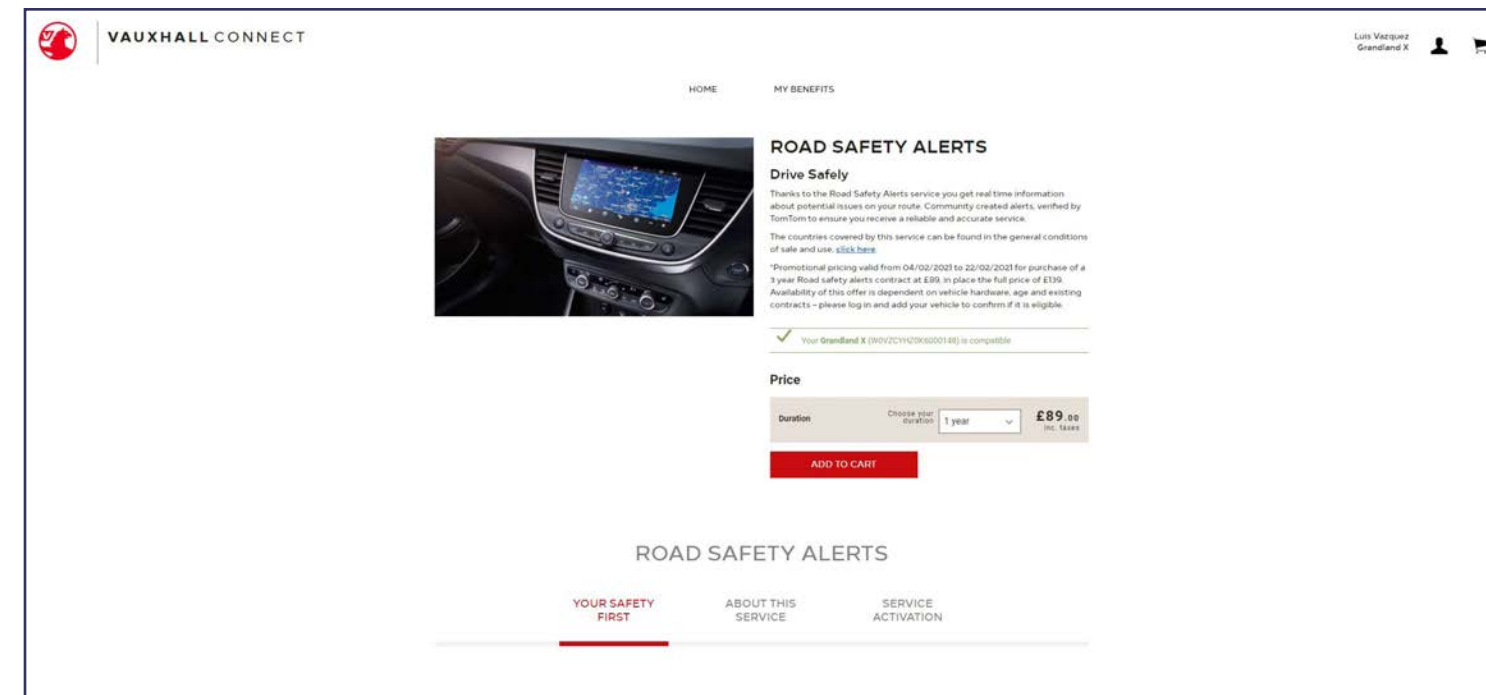 VAUXHALL CONNECT
Luis Vazquez
Grandland X
HOME
MY BENEFITS
ROAD SAFETY ALERTS
Drive Safely
Thanks to the Road Safety Alerts service you get real time information
about potential issues on your route. Community created alerts, verified by
TomTom to ensure you receive a reliable and accurate service.
The countries covered by this service can be found in the general conditions
of sale and use, click here
*Promotional pricing valid from 04/02/2021 to 22/02/2021 for purchase of a
3 year Road safety alerts contract at £89, in place the full price of £139.
Availability of this offer is dependent on vehicle hardware, age and existing
contracts – please log in and add your vehicle to confirm if it is eligible.
Your Grandland X is compatible
Price
Duration
Choose your
duration
1 year
£89.00
inc. taxes
ADD TO CART
ROAD SAFETY ALERTS
YOUR SAFETY
FIRST
ABOUT THIS
SERVICE
SERVICE
ACTIVATION